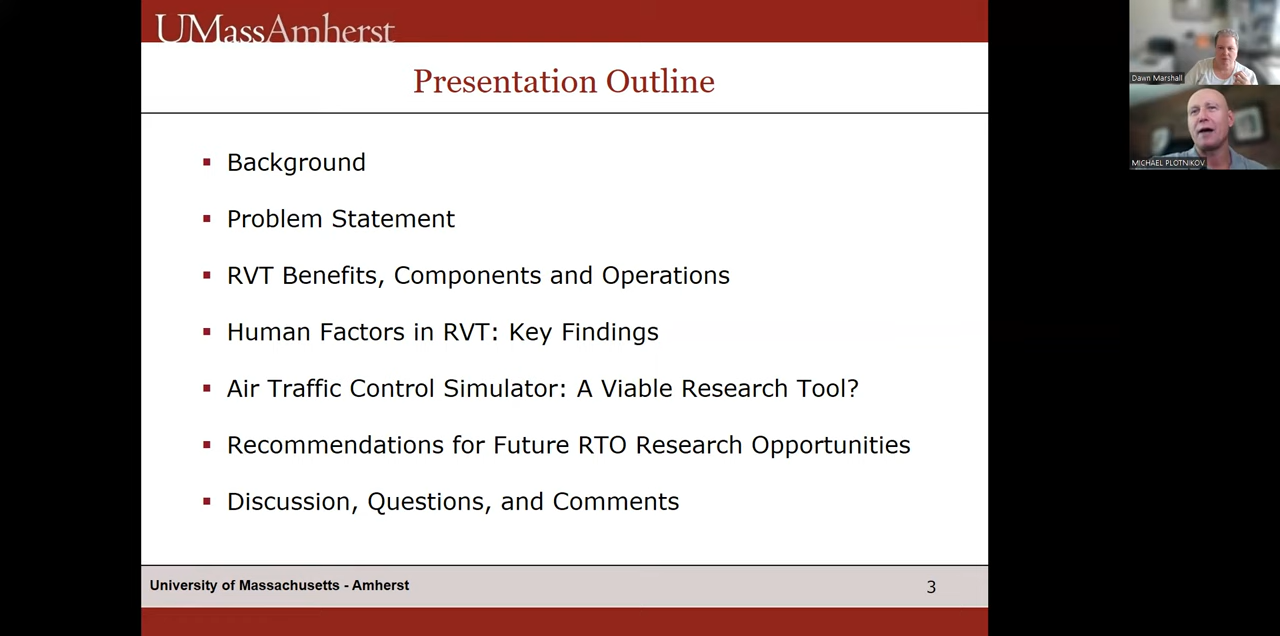 UMassAmherst
Presentation Outline
Background
Problem Statement
RVT Benefits, Components and Operations
Human Factors in RVT: Key Findings
Air Traffic Control Simulator: A Viable Research Tool?
Recommendations for Future RTO Research Opportunities
Discussion, Questions, and Comments
University of Massachusetts - Amherst
3
Dawn Marshall
MICHAEL PLOTNIKOV